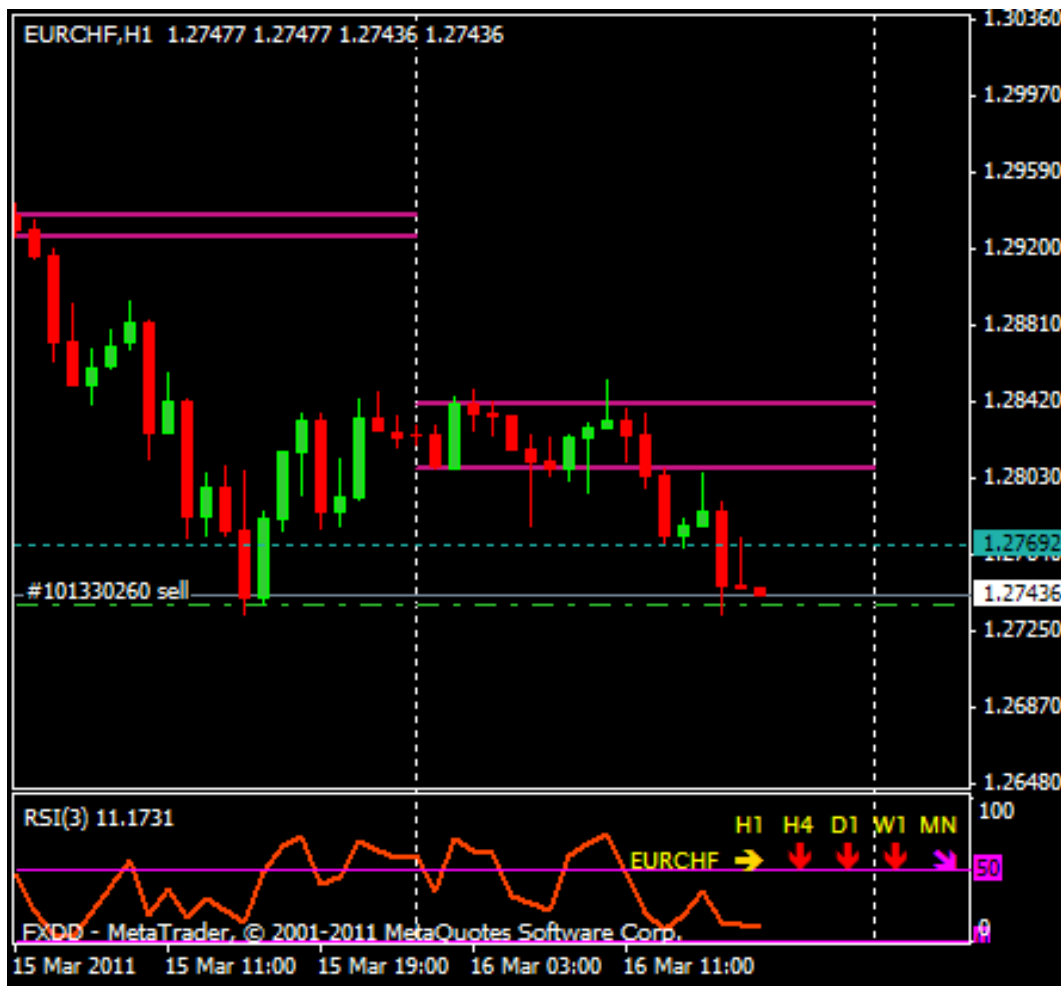 EURCHF,H1 1.27477 1.27477 1.27436 1.27436
1.30360
1.29970
1.29590
1.29200
1.28810
1.28420
1.28030
1.27692
#101330260 sell
1.27436
1.27250
1.26870
1.26480
RSI(3) 11.1731
100
H1 H4 D1 W1 MN
EURCHF
50
0
FXDD - MetaTrader, © 2001-2011 MetaQuotes Software Corp.
15 Mar 2011 15 Mar 11:00 15 Mar 19:00 16 Mar 03:00 16 Mar 11:00